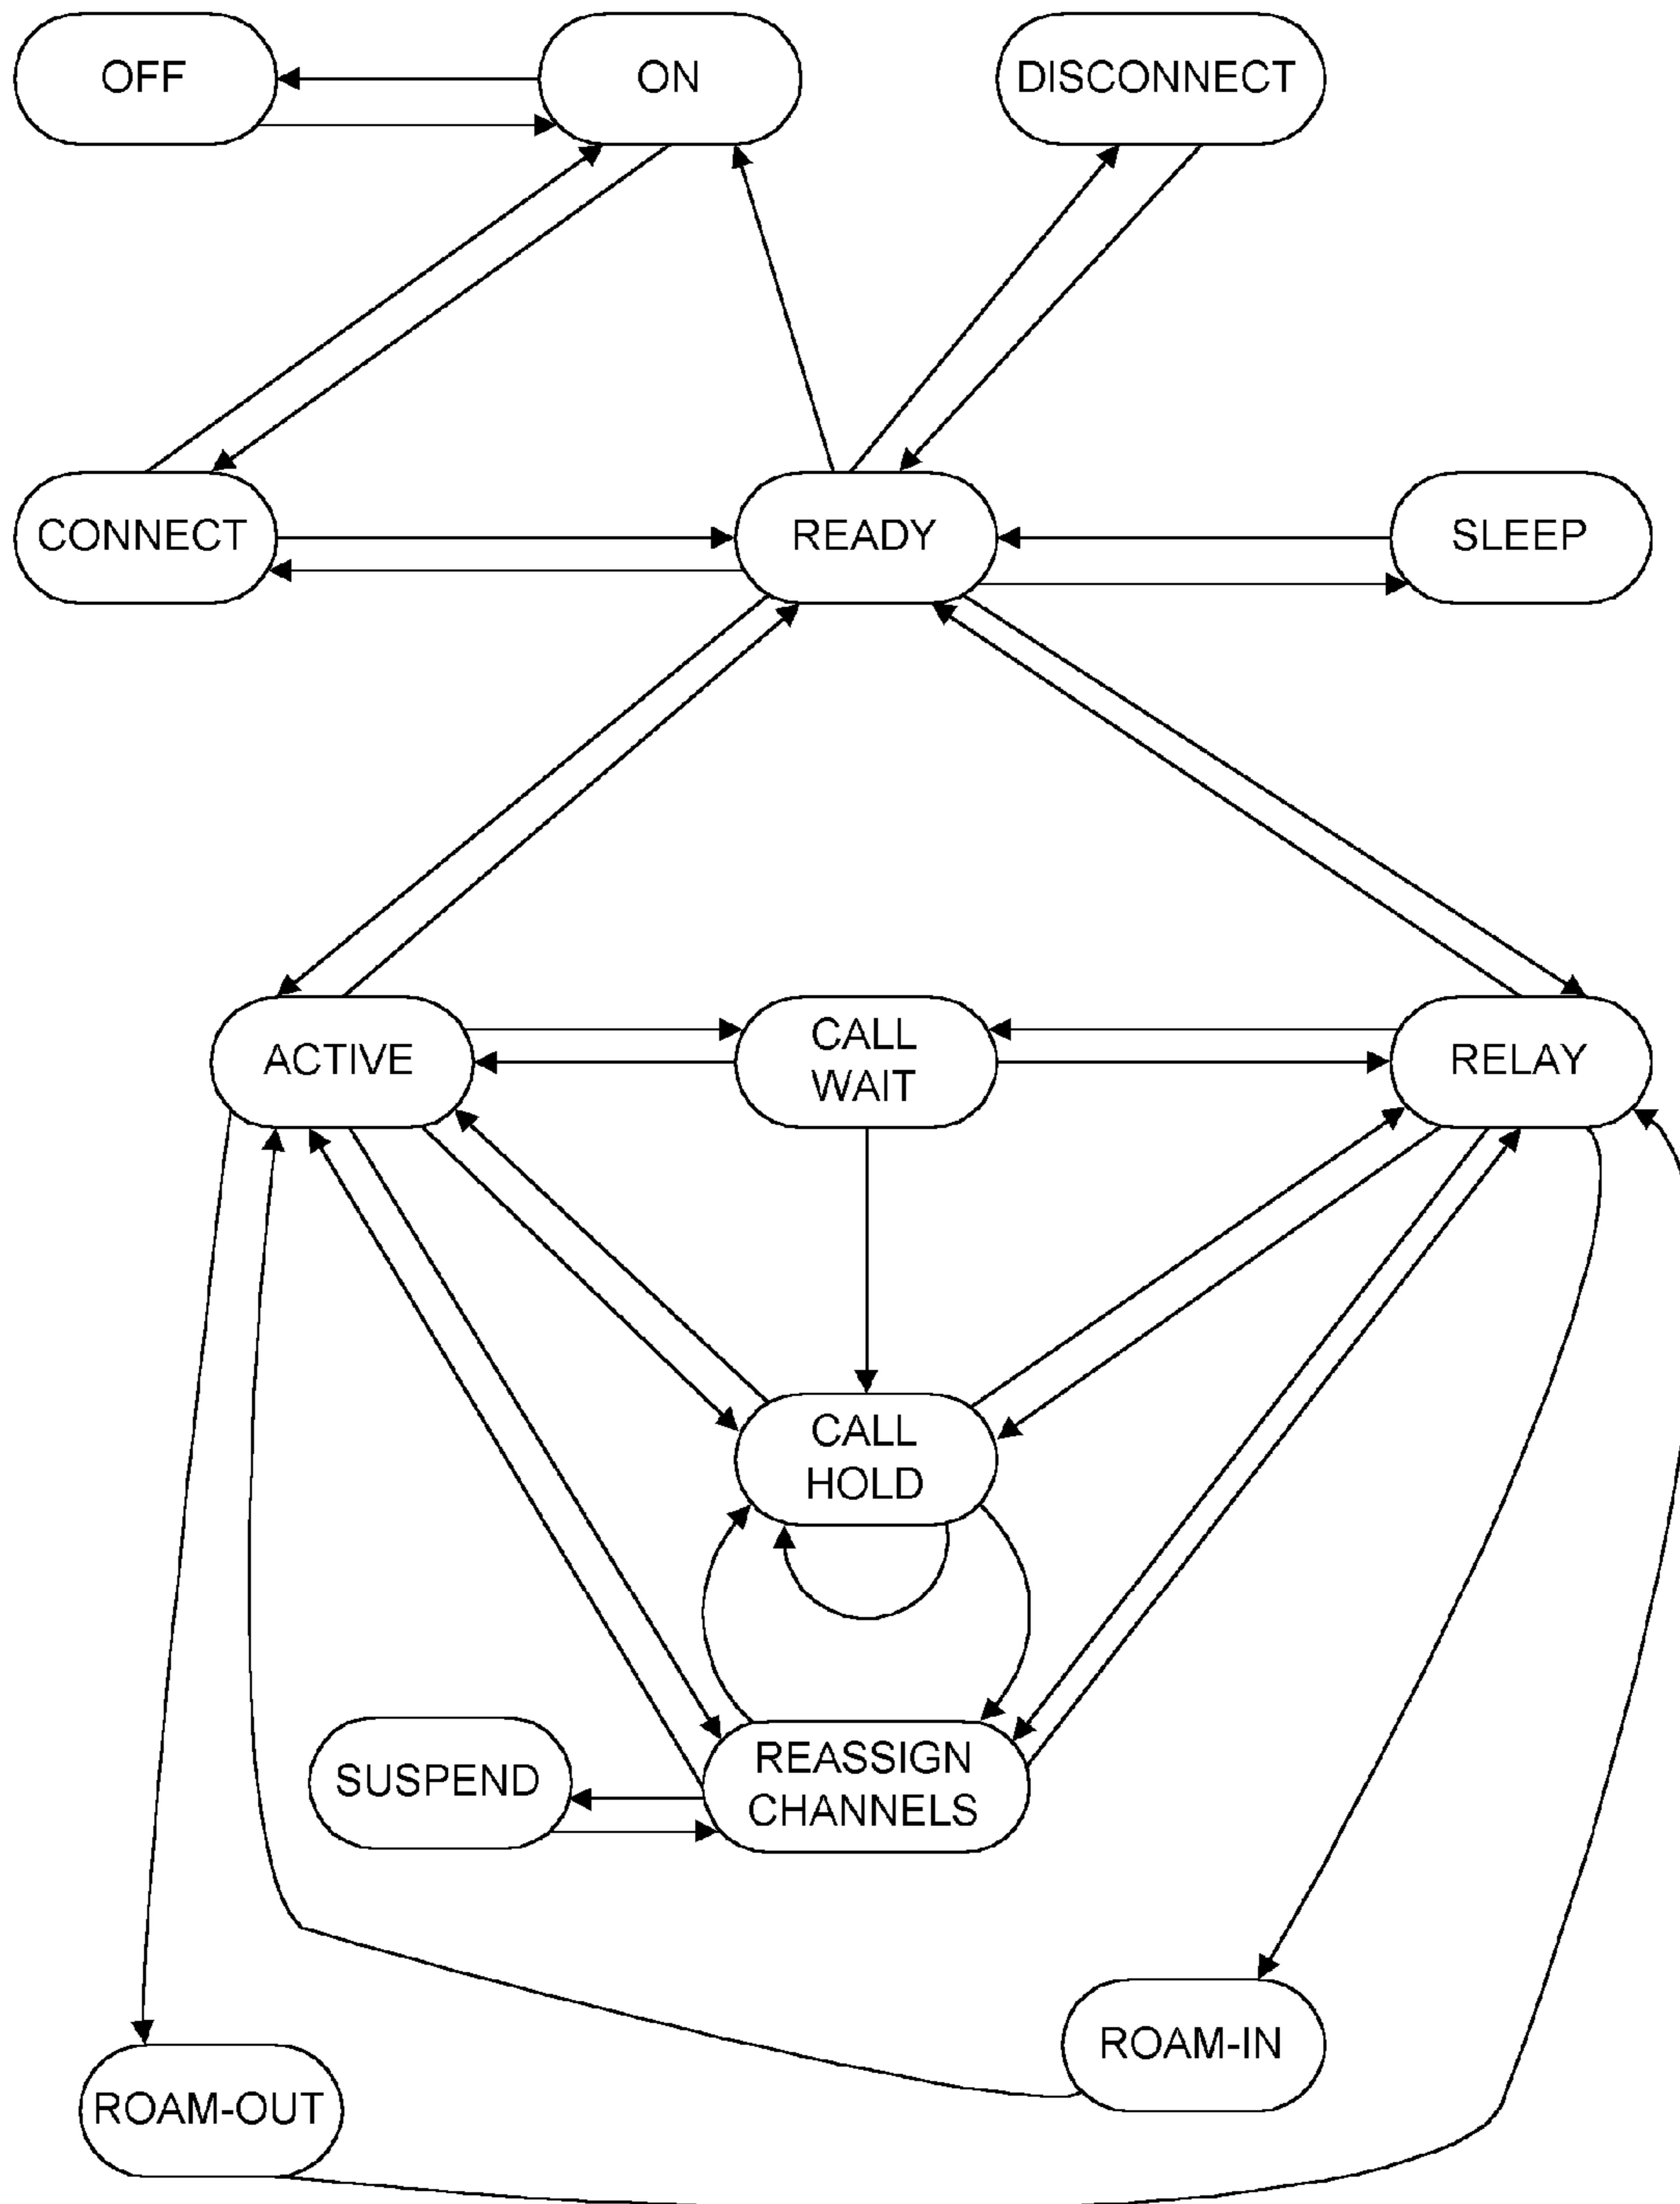 OFF
ON
DISCONNECT
CONNECT
READY
SLEEP
ACTIVE
CALL
WAIT
RELAY
CALL
HOLD
SUSPEND
REASSIGN
CHANNELS
ROAM-IN
ROAM-OUT